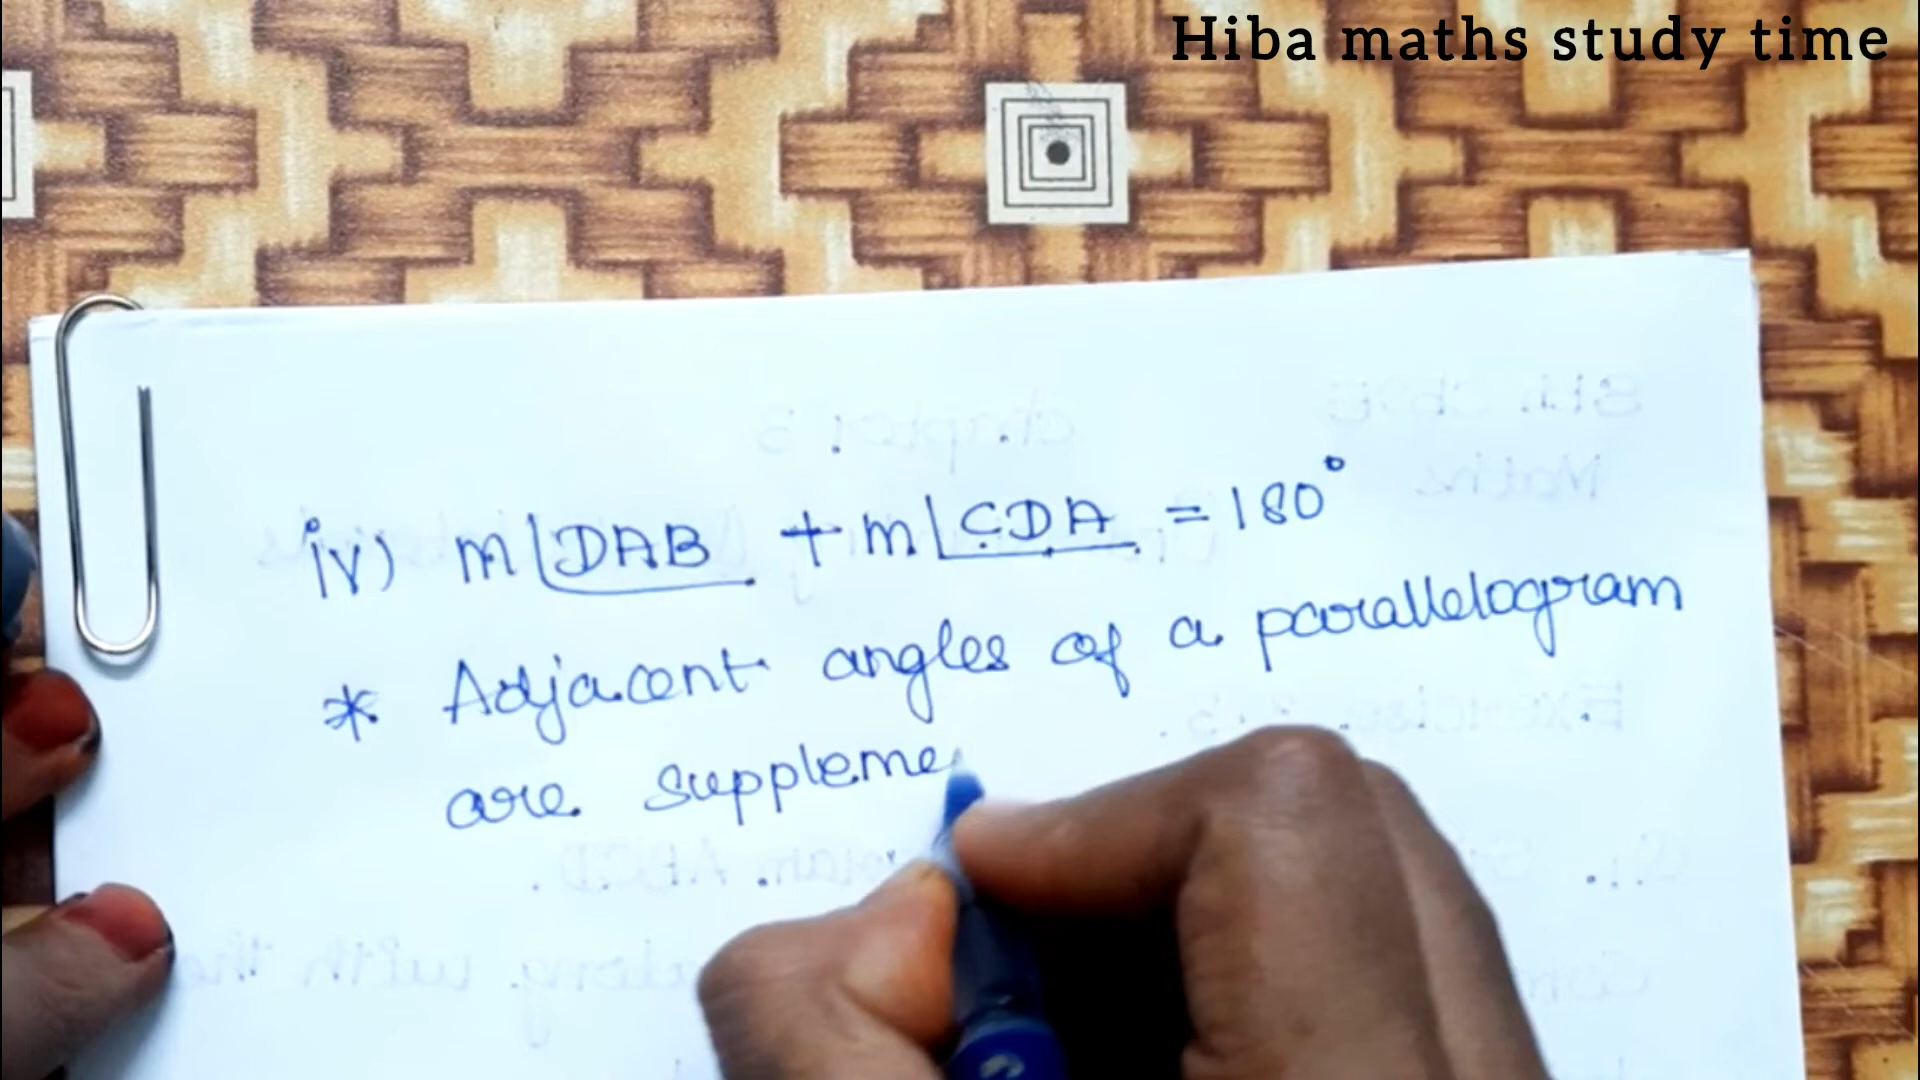 Hiba maths study time
iv) m∠DAB + m∠CDA = 180°
* Adjacent angles of a parallelogram
are suppleme